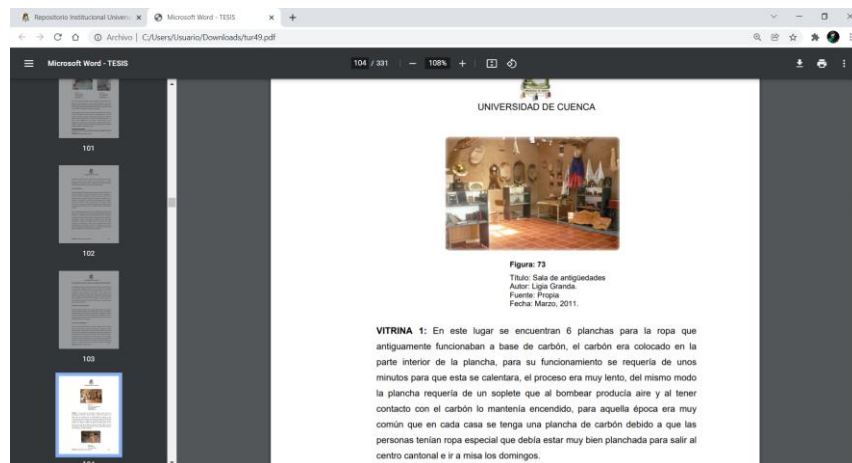 Repositorio Institucional Univers
Microsoft Word - TESIS
Archivo | C:/Users/Usuario/Downloads/tur49.pdf
Microsoft Word - TESIS
104 / 331
108%
101
102
103
UNIVERSIDAD DE CUENCA
Figura: 73
Título: Sala de antigüedades
Autor: Ligia Granda.
Fuente: Propia
Fecha: Marzo, 2011.
VITRINA 1: En este lugar se encuentran 6 planchas para la ropa que
antiguamente funcionaban a base de carbón, el carbón era colocado en la
parte interior de la plancha, para su funcionamiento se requería de unos
minutos para que esta se calentara, el proceso era muy lento, del mismo modo
la plancha requería de un soplete que al bombear producía aire y al tener
contacto con el carbón lo mantenía encendido, para aquella época era muy
común que en cada casa se tenga una plancha de carbón debido a que las
personas tenían ropa especial que debía estar muy bien planchada para salir al
centro cantonal e ir a misa los domingos.